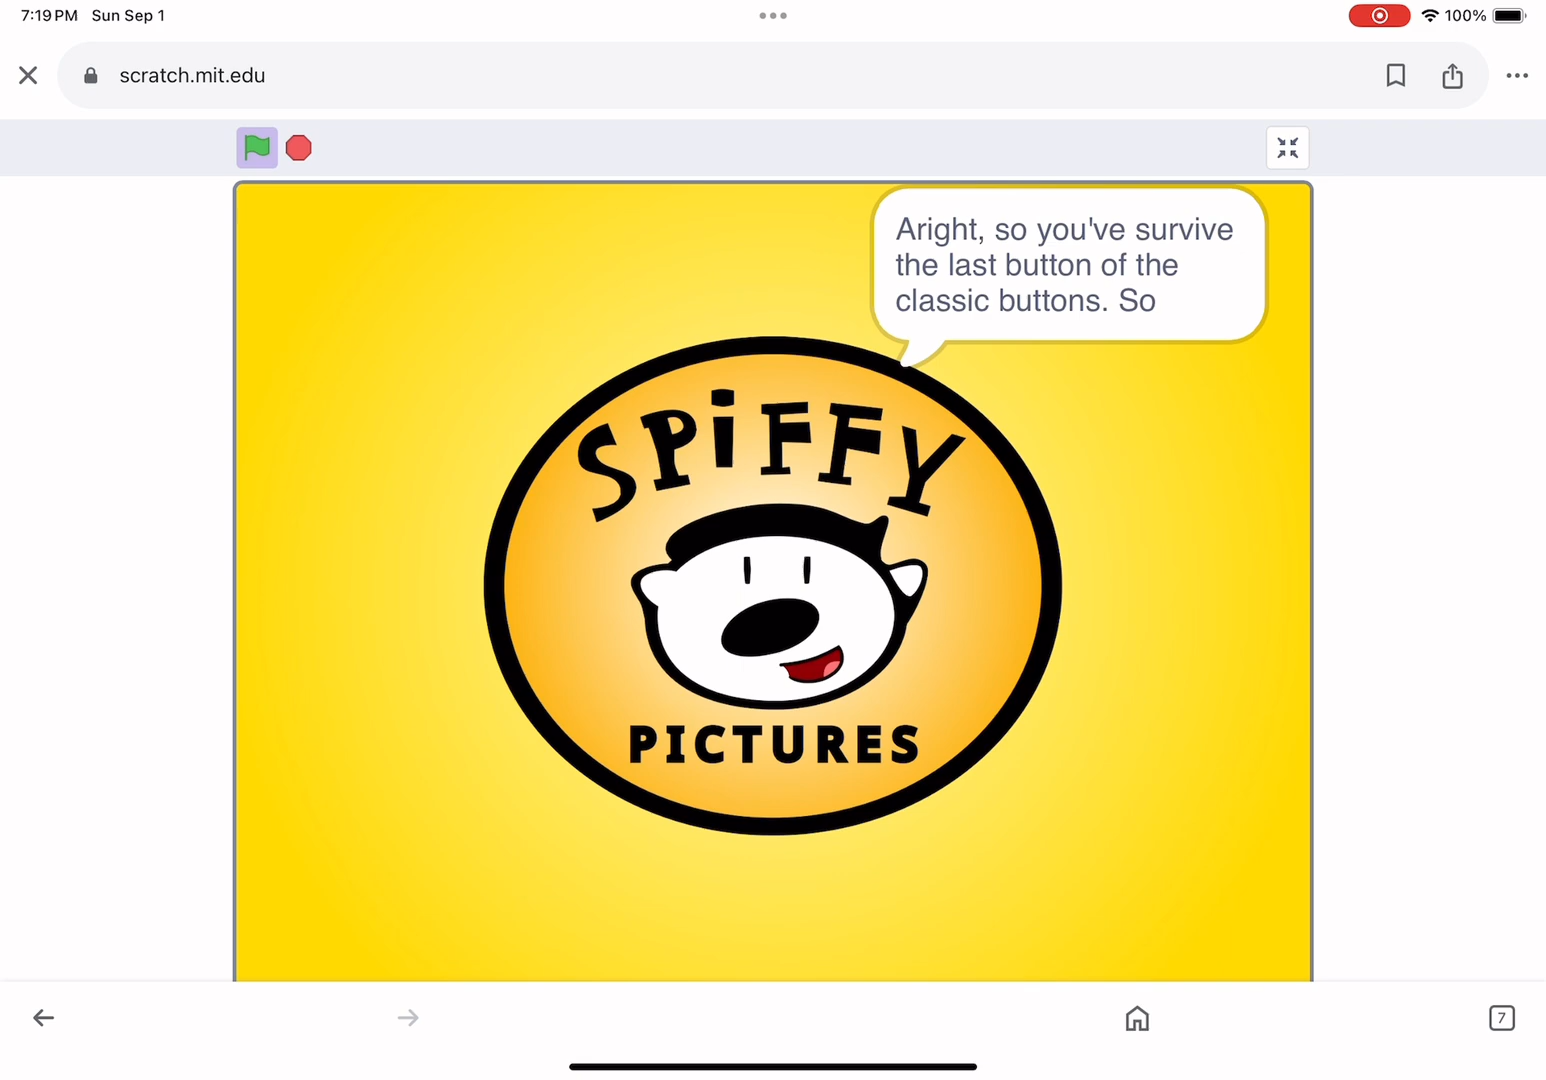 7:19 PM Sun Sep 1
100%
scratch.mit.edu
Aright, so you've survive
the last button of the
classic buttons. So
SPiFFY
PICTURES
7